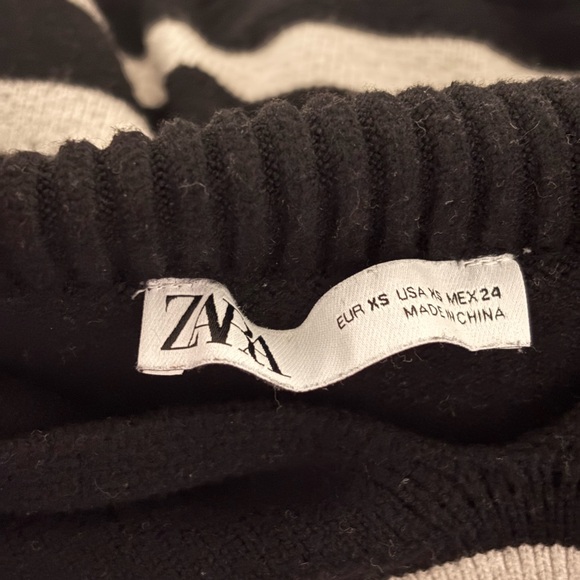 ZARA
EUR XS USA XS MEX 24
MADE IN CHINA